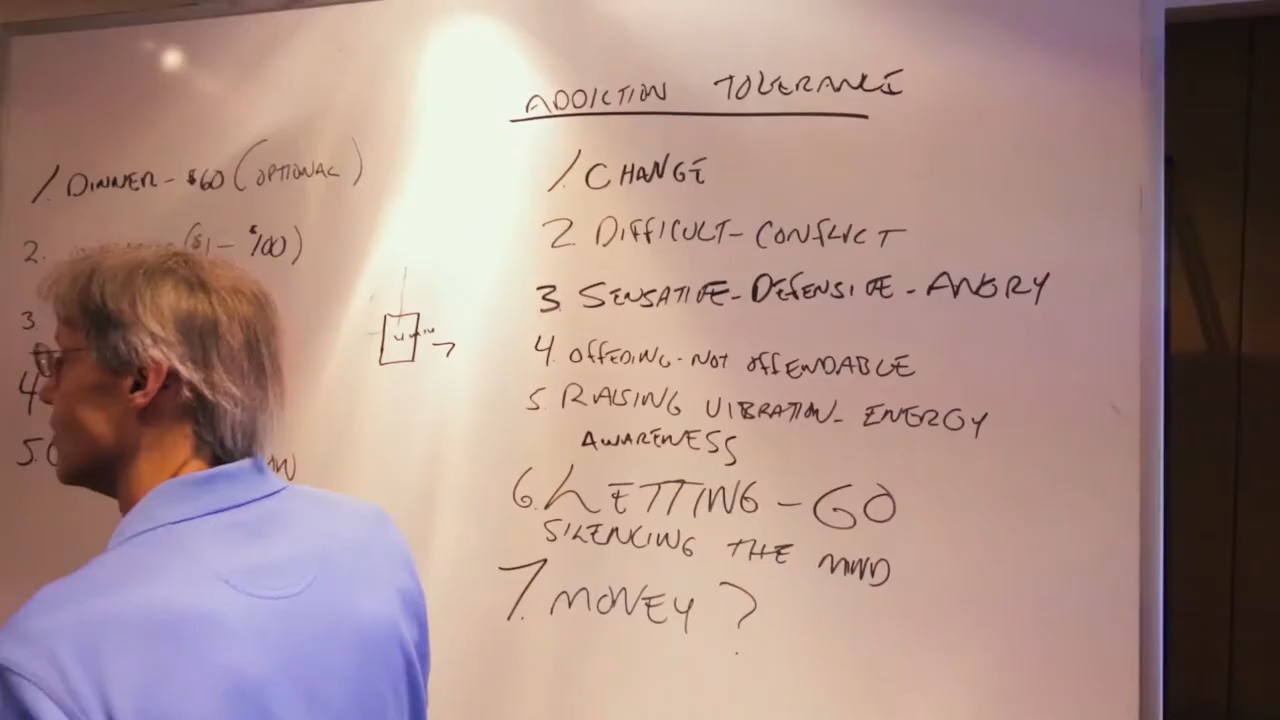 1. DINNER - $60 (OPTIONAL)
2. ($1 - $100)
3
4
5.
ADDICTION TOLERANCE
1. CHANGE
2. DIFFICULT - CONFLICT
3. SENSATIVE - DEFENSIVE - ANGRY
4. OFFEDING - NOT OFFENDABLE
5. RAISING VIBRATION - ENERGY
AWARENESS
6. LETTING - GO
SILENCING THE MIND
7. MONEY ?